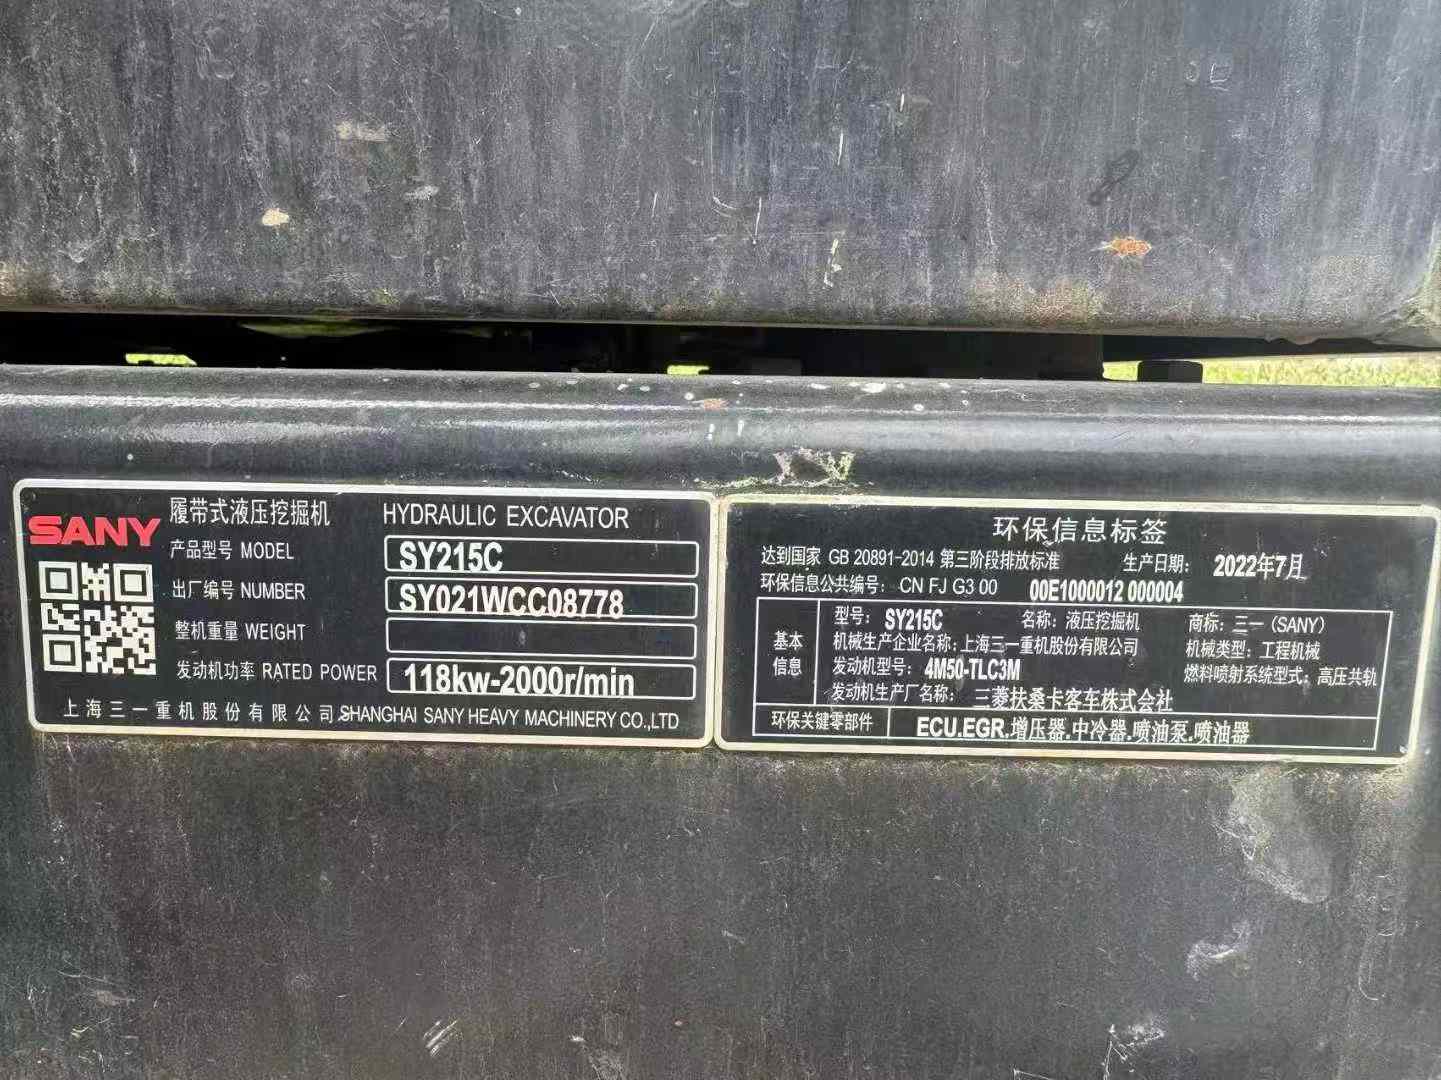 SANY
履带式液压挖掘机 HYDRAULIC EXCAVATOR
产品型号 MODEL SY215C
出厂编号 NUMBER SY021WCC08778
整机重量 WEIGHT
发动机功率 RATED POWER 118kw-2000r/min
上海三一重机股份有限公司 SHANGHAI SANY HEAVY MACHINERY CO.,LTD
环保信息标签
达到国家 GB 20891-2014 第三阶段排放标准 生产日期: 2022年7月
环保信息公共编号: CN FJ G3 00 00E1000012 000004
基本信息
型号: SY215C 名称: 液压挖掘机 商标: 三一 (SANY)
机械生产企业名称: 上海三一重机股份有限公司 机械类型: 工程机械
发动机型号: 4M50-TLC3M 燃料喷射系统型式: 高压共轨
发动机生产厂名称: 三菱扶桑卡客车株式会社
环保关键零部件 ECU.EGR.增压器.中冷器.喷油泵.喷油器